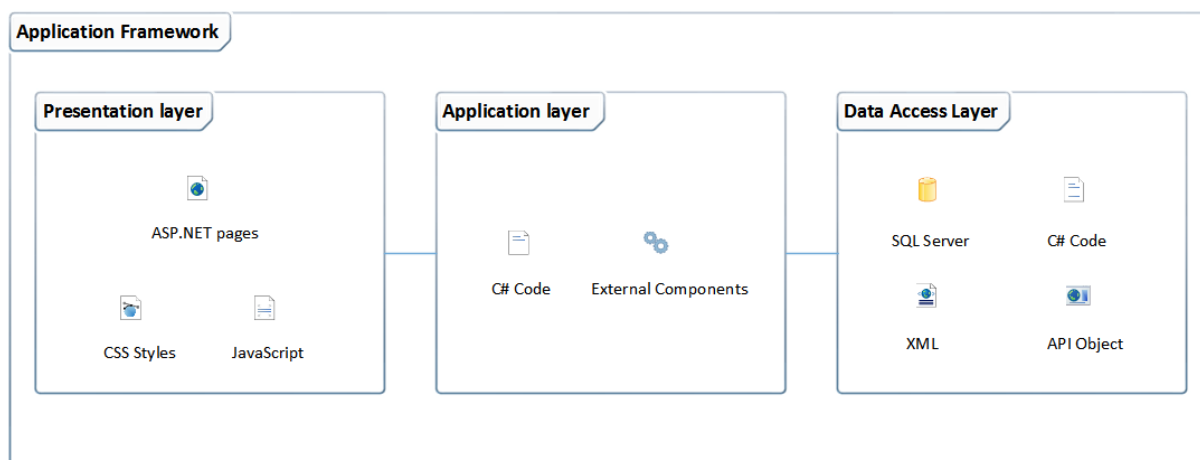 Application Framework
Presentation layer
ASP.NET pages
CSS Styles
JavaScript
Application layer
C# Code
External Components
Data Access Layer
SQL Server
C# Code
XML
API Object